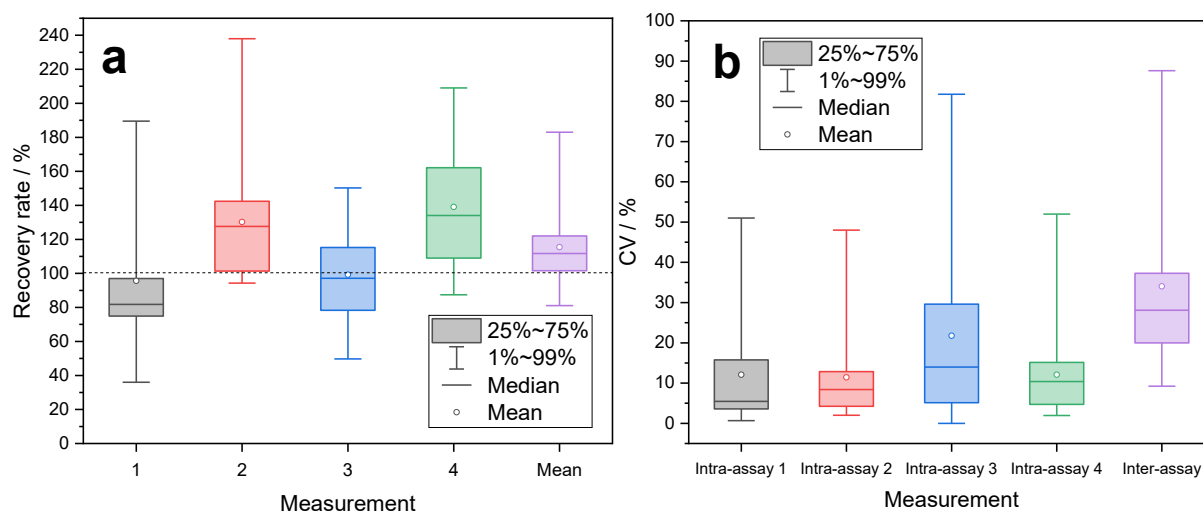 a
Recovery rate / %
240
220
200
180
160
140
120
100
80
60
40
20
0
1 2 3 4 Mean
Measurement
25%~75%
1%~99%
Median
Mean
b
CV / %
100
90
80
70
60
50
40
30
20
10
0
Intra-assay 1 Intra-assay 2 Intra-assay 3 Intra-assay 4 Inter-assay
Measurement
25%~75%
1%~99%
Median
Mean